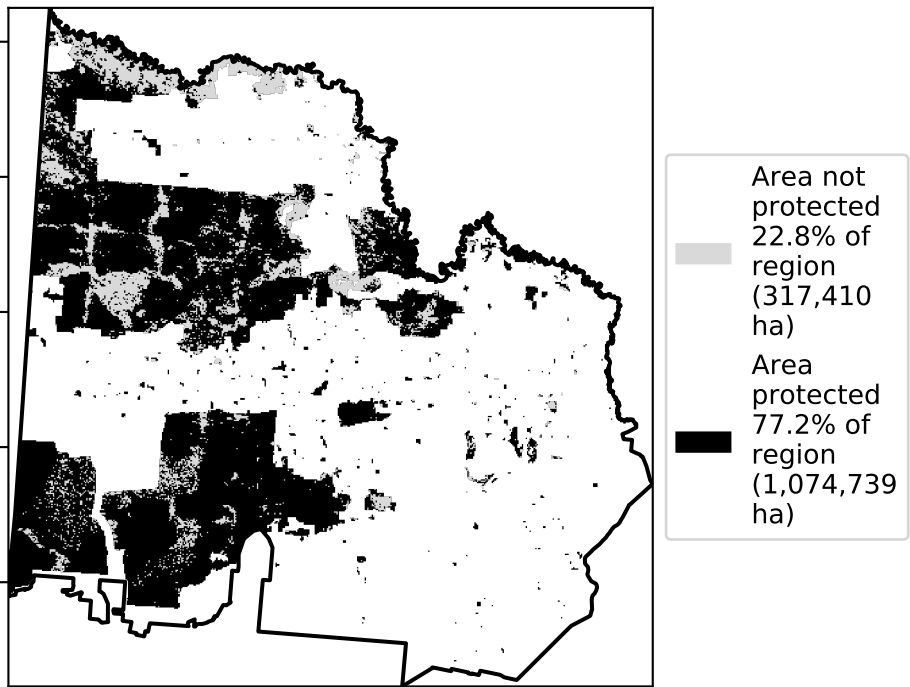 Area not
protected
22.8% of
region
(317,410
ha)
Area
protected
77.2% of
region
(1,074,739
ha)